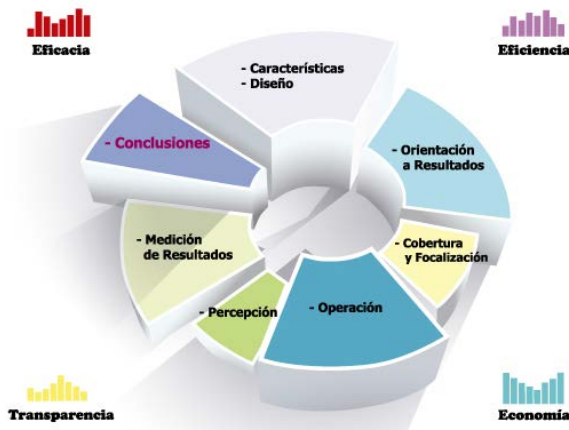 Eficacia
Eficiencia
- Características
- Diseño
- Conclusiones
- Orientación
a Resultados
- Medición
de Resultados
- Cobertura
y Focalización
- Percepción
- Operación
Transparencia
Economía